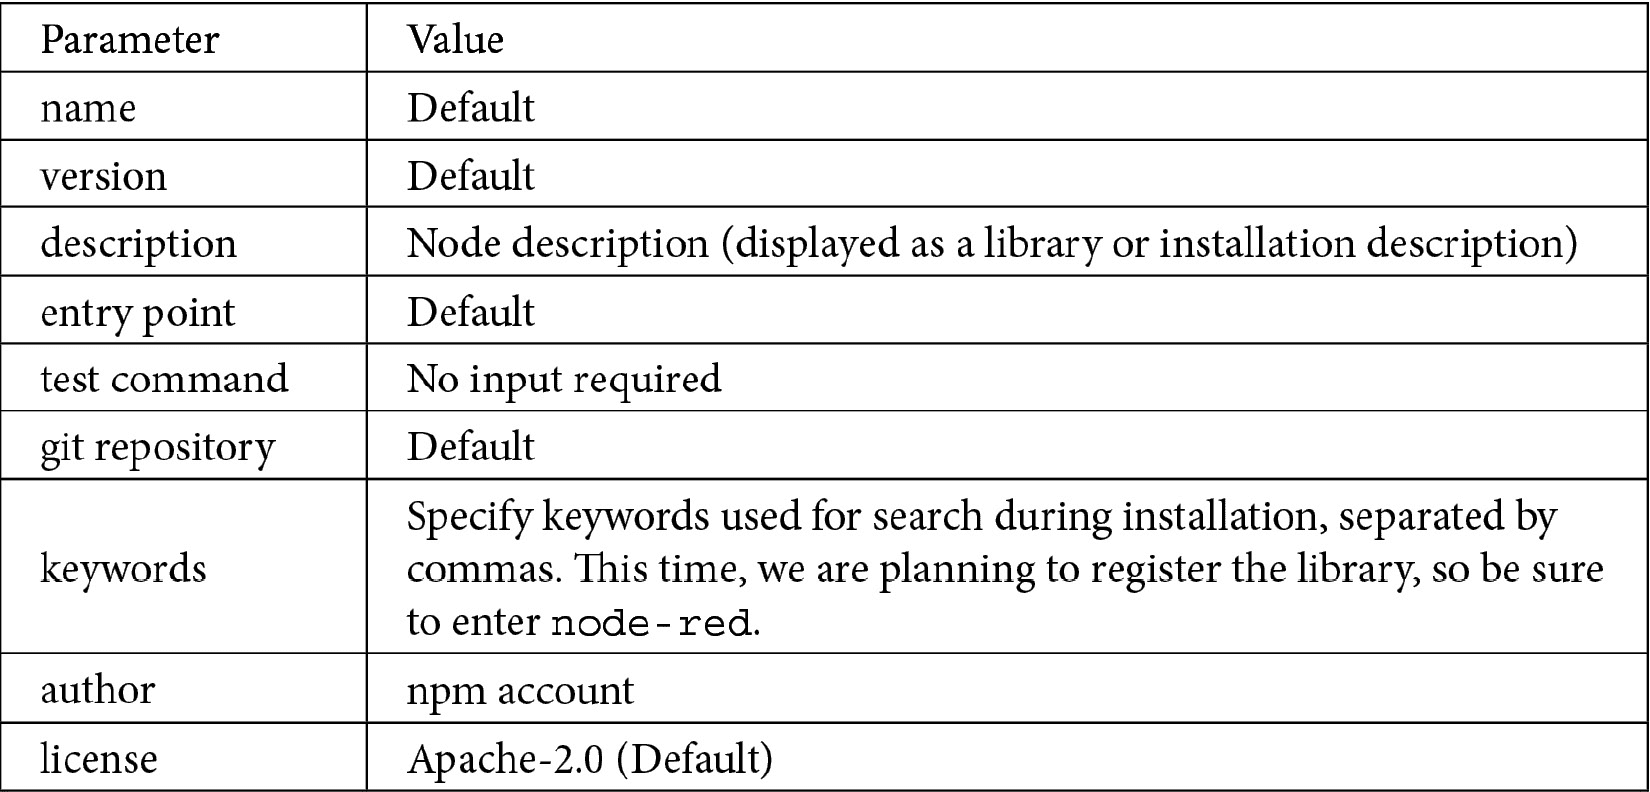 Parameter Value
name Default
version Default
description Node description (displayed as a library or installation description)
entry point Default
test command No input required
git repository Default
keywords Specify keywords used for search during installation, separated by
commas. This time, we are planning to register the library, so be sure
to enter node-red.
author npm account
license Apache-2.0 (Default)